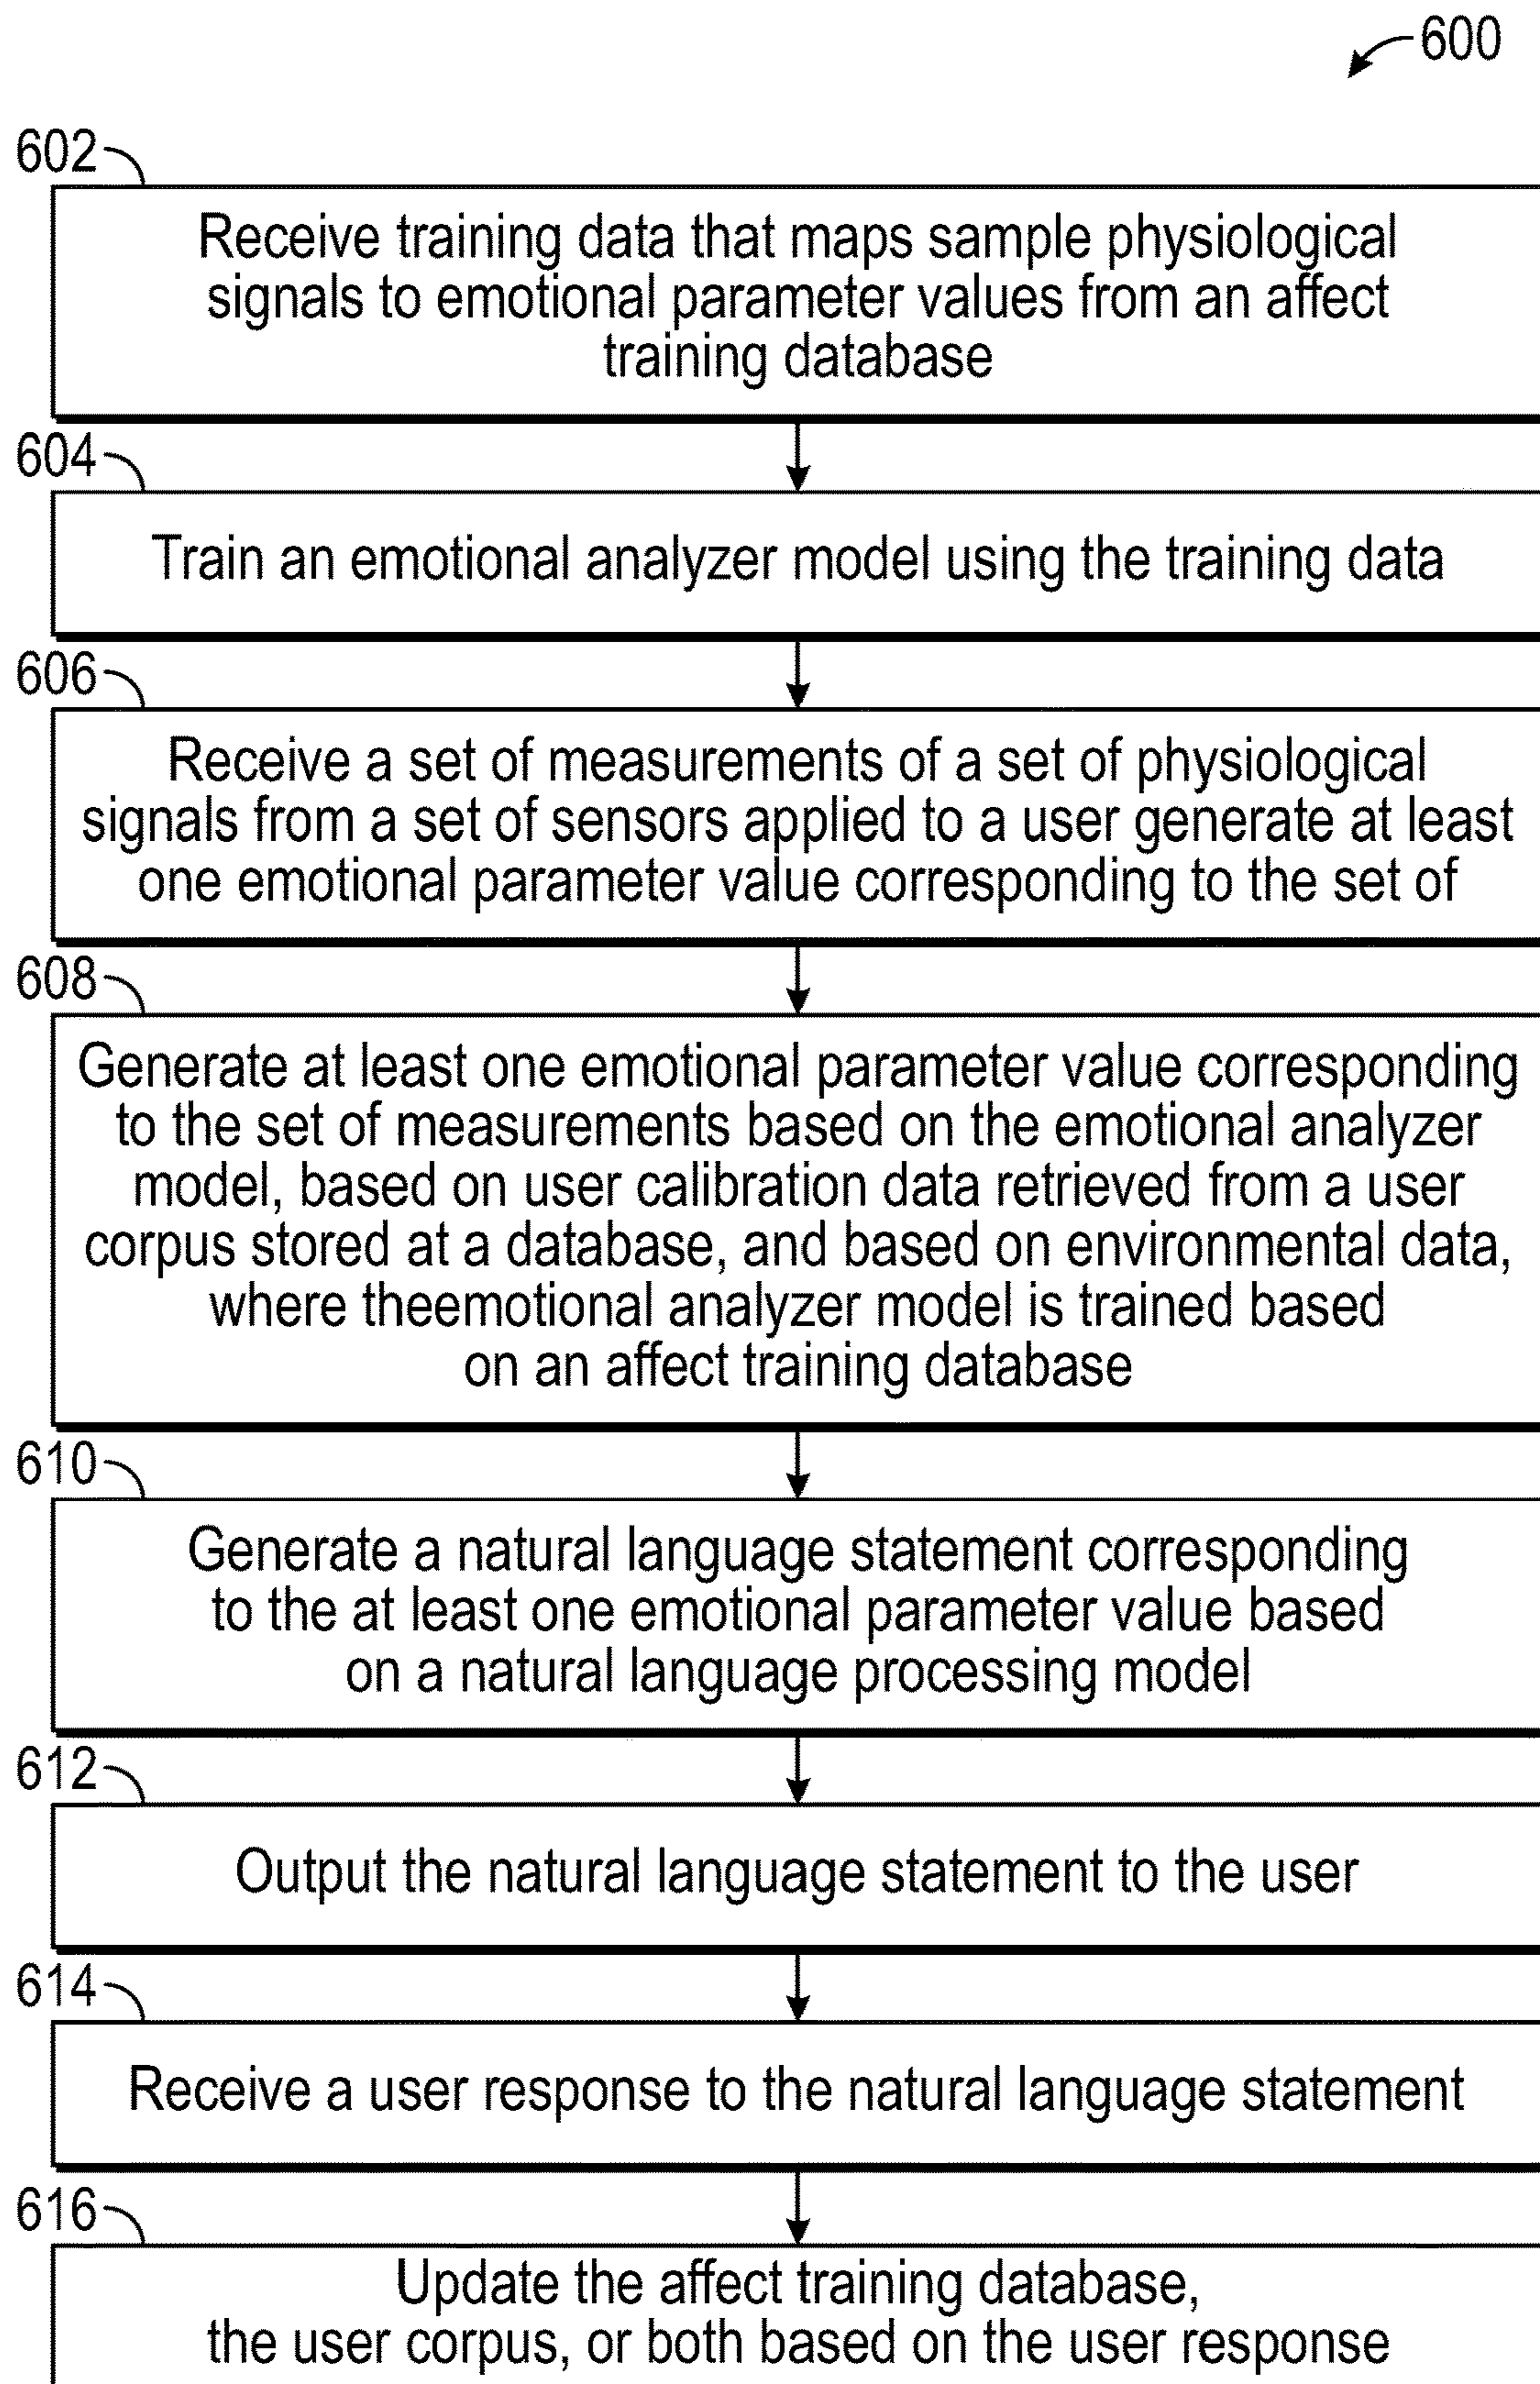 600
602
Receive training data that maps sample physiological
signals to emotional parameter values from an affect
training database
604
Train an emotional analyzer model using the training data
606
Receive a set of measurements of a set of physiological
signals from a set of sensors applied to a user generate at least
one emotional parameter value corresponding to the set of
608
Generate at least one emotional parameter value corresponding
to the set of measurements based on the emotional analyzer
model, based on user calibration data retrieved from a user
corpus stored at a database, and based on environmental data,
where theemotional analyzer model is trained based
on an affect training database
610
Generate a natural language statement corresponding
to the at least one emotional parameter value based
on a natural language processing model
612
Output the natural language statement to the user
614
Receive a user response to the natural language statement
616
Update the affect training database,
the user corpus, or both based on the user response